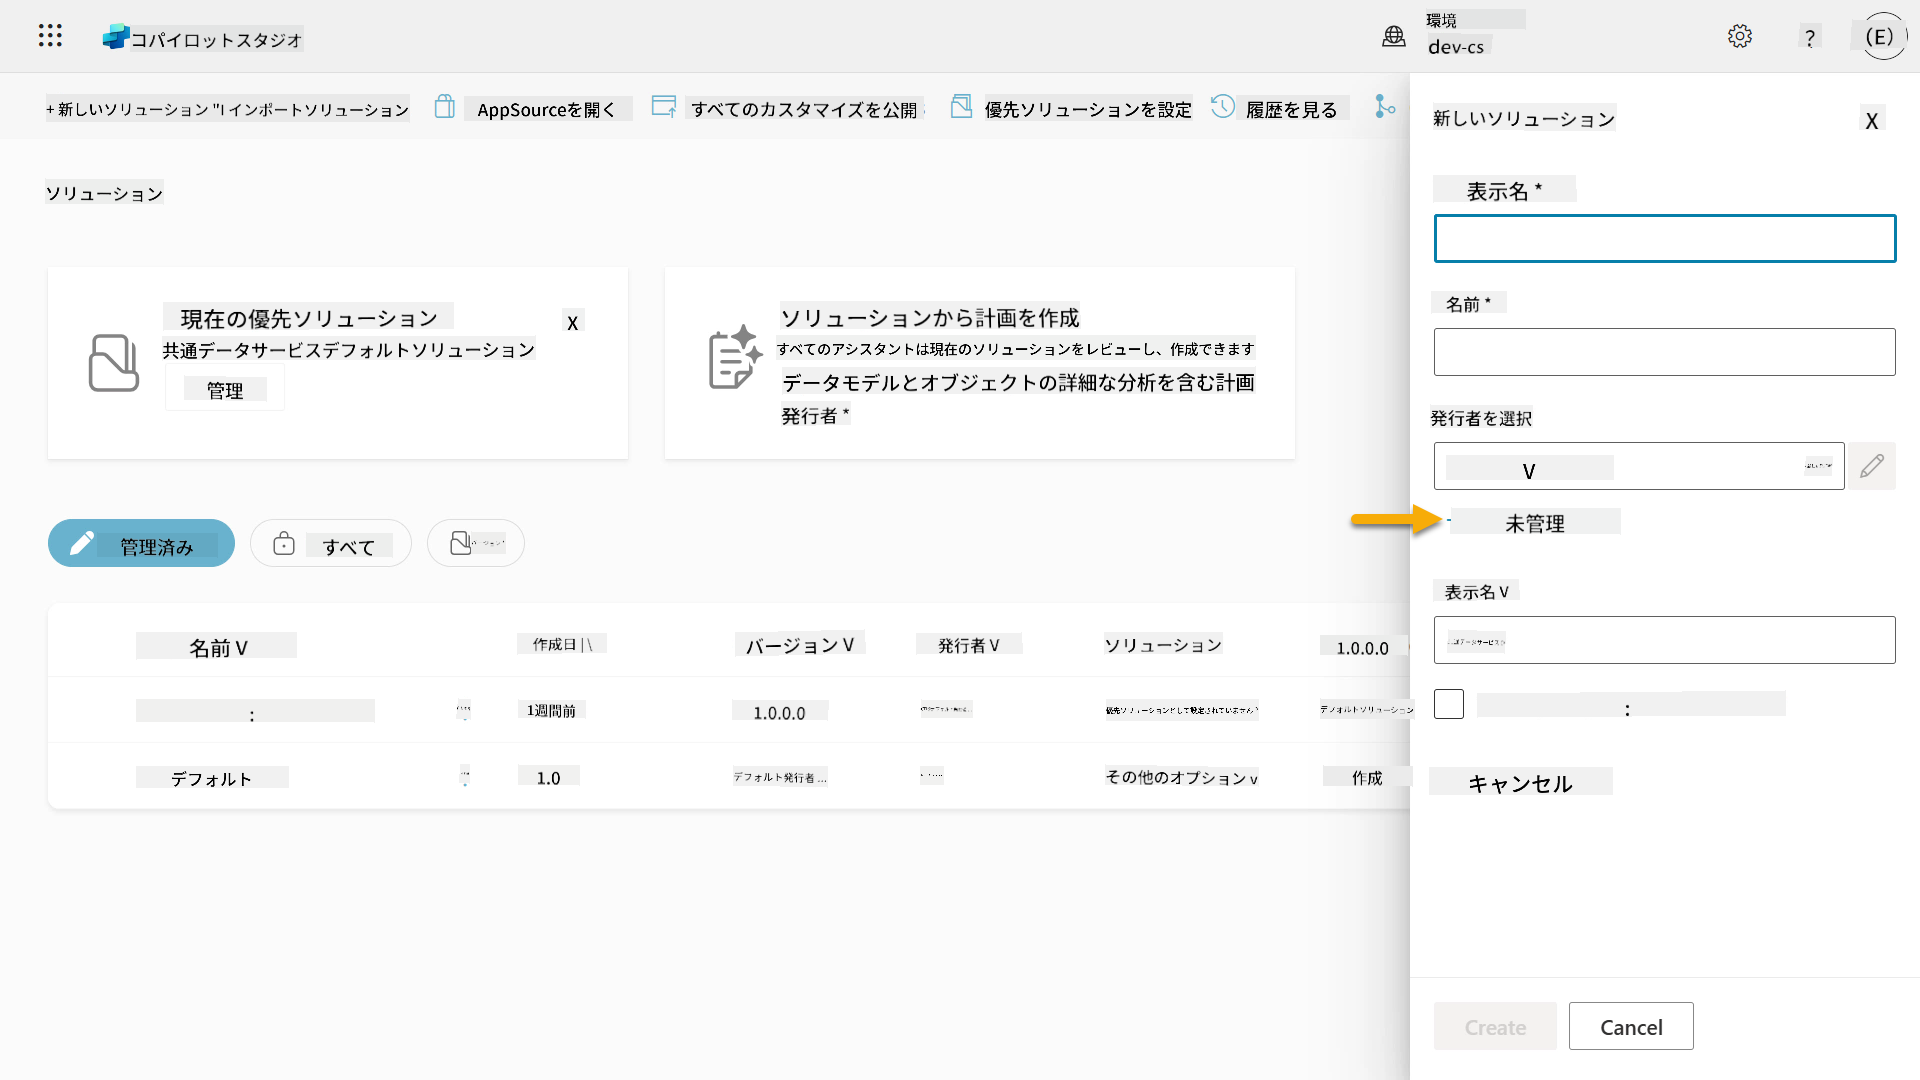 コパイロットスタジオ
環境
dev-cs
?
(E)
+ 新しいソリューション "I インポートソリューション
AppSourceを開く
すべてのカスタマイズを公開
優先ソリューションを設定
履歴を見る
ソリューション
現在の優先ソリューション
X
共通データサービスデフォルトソリューション
管理
ソリューションから計画を作成
すべてのアシスタントは現在のソリューションをレビューし、作成できます
データモデルとオブジェクトの詳細な分析を含む計画
発行者 *
管理済み
すべて
名前 V
作成日 | \
バージョン V
発行者 V
ソリューション
1.0.0.0
:
1週間前
1.0.0.0
優先ソリューションとして設定されていません
デフォルトソリューション
デフォルト
1.0
デフォルト発行者 ...
その他のオプション v
作成
新しいソリューション
X
表示名 *
名前 *
発行者を選択
V
未管理
表示名 V
:
キャンセル
Create
Cancel